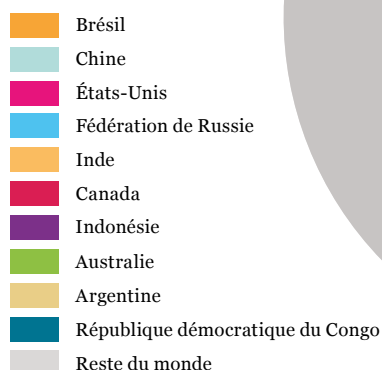 Brésil
Chine
États-Unis
Fédération de Russie
Inde
Canada
Indonésie
Australie
Argentine
République démocratique du Congo
Reste du monde